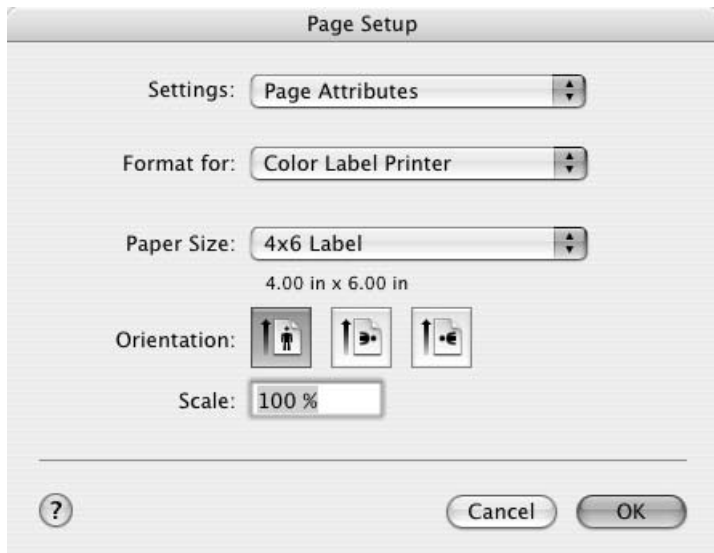 Page Setup
Settings: Page Attributes
Format for: Color Label Printer
Paper Size: 4x6 Label
4.00 in x 6.00 in
Orientation:
Scale: 100 %
? Cancel OK